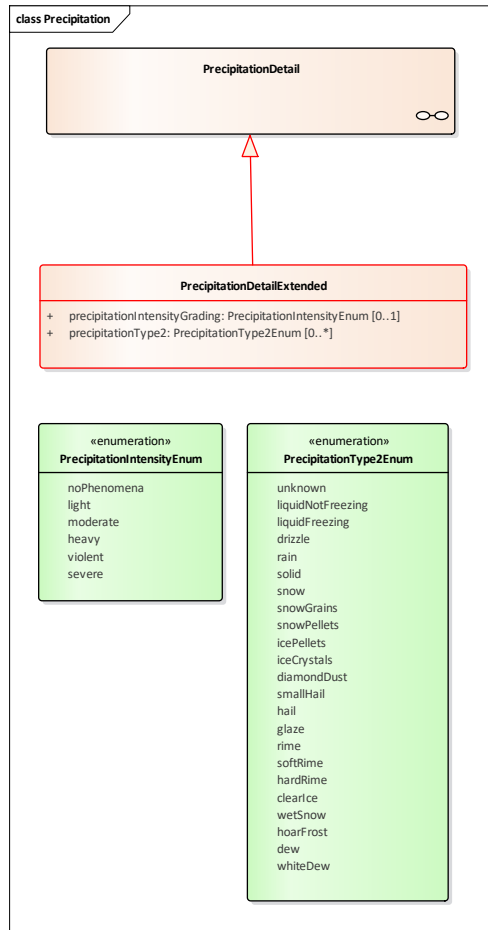 class Precipitation
PrecipitationDetail
PrecipitationDetailExtended
+ precipitationIntensityGrading: PrecipitationIntensityEnum [0..1]
+ precipitationType2: PrecipitationType2Enum [0..*]
«enumeration»
PrecipitationIntensityEnum
noPhenomena
light
moderate
heavy
violent
severe
«enumeration»
PrecipitationType2Enum
unknown
liquidNotFreezing
liquidFreezing
drizzle
rain
solid
snow
snowGrains
snowPellets
icePellets
iceCrystals
diamondDust
smallHail
hail
glaze
rime
softRime
hardRime
clearIce
wetSnow
hoarFrost
dew
whiteDew